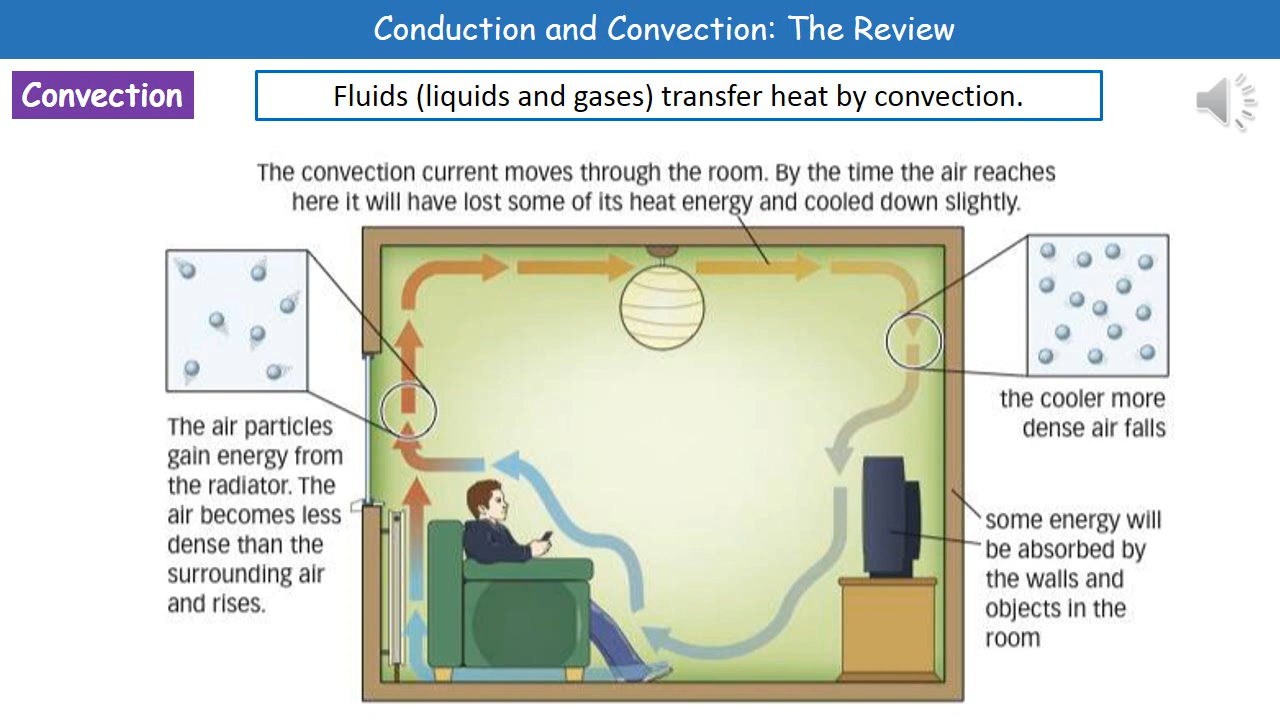 Conduction and Convection: The Review
Convection
Fluids (liquids and gases) transfer heat by convection.
The convection current moves through the room. By the time the air reaches
here it will have lost some of its heat energy and cooled down slightly.
The air particles
gain energy from
the radiator. The
air becomes less
dense than the
surrounding air
and rises.
the cooler more
dense air falls
some energy will
be absorbed by
the walls and
objects in the
room